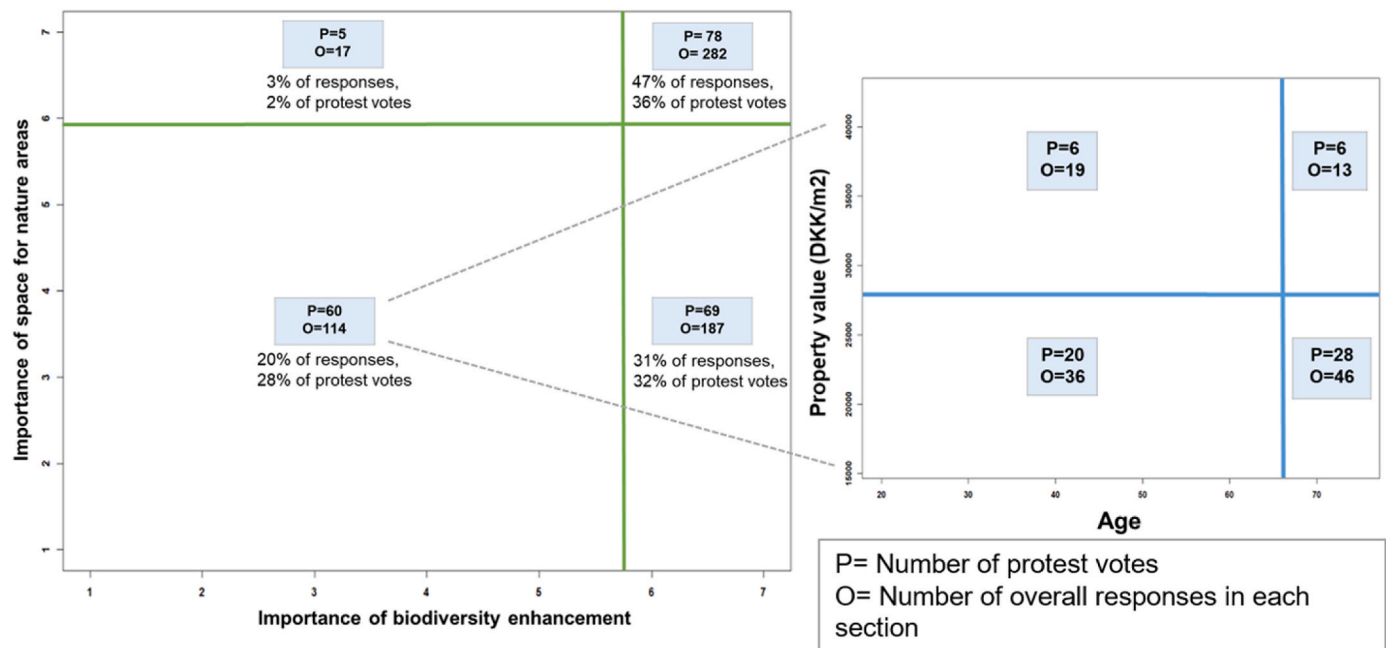 Importance of space for nature areas
7
6
5
4
3
2
1
P=5
O=17
3% of responses,
2% of protest votes
P= 78
O= 282
47% of responses,
36% of protest votes
P=60
O=114
20% of responses,
28% of protest votes
P=69
O=187
31% of responses,
32% of protest votes
1 2 3 4 5 6 7
Importance of biodiversity enhancement
Property value (DKK/m2)
40000
35000
30000
25000
20000
15000
P=6
O=19
P=6
O=13
P=20
O=36
P=28
O=46
20 30 40 50 60 70
Age
P= Number of protest votes
O= Number of overall responses in each
section